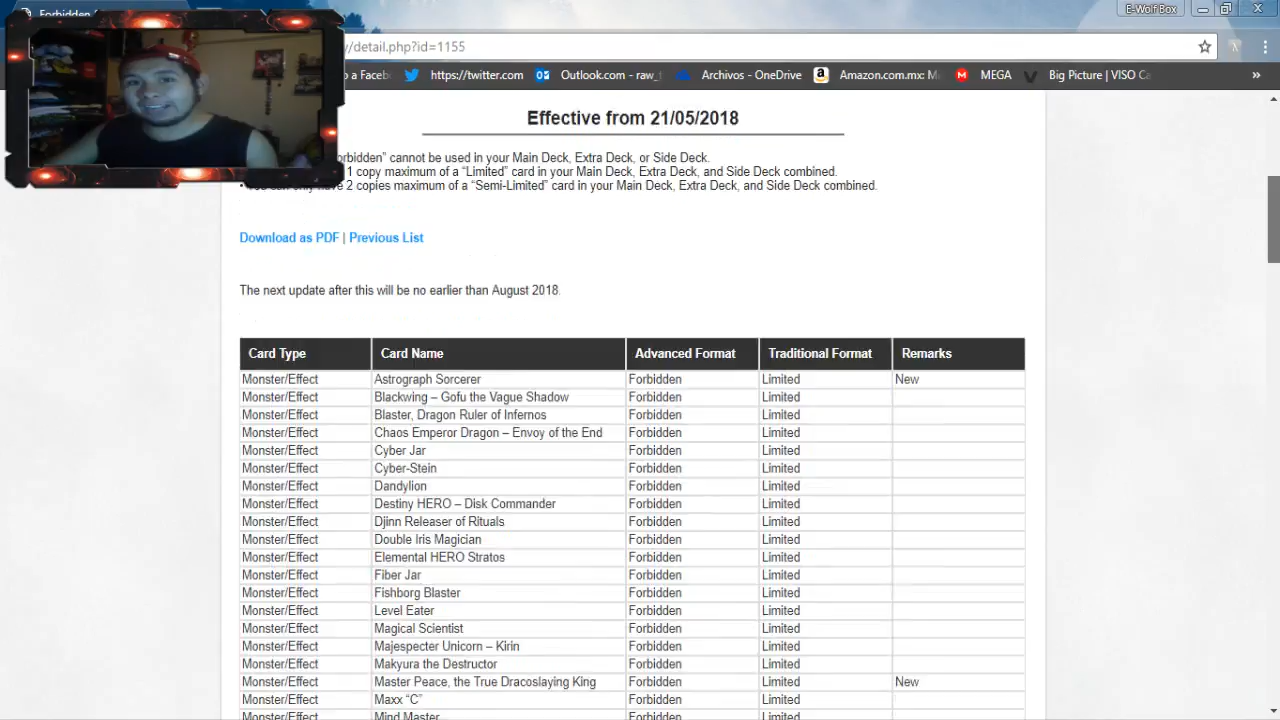 Forbidden
E-Wolf Box
/detail.php?id=1155
o a Faceb
https://twitter.com
Outlook.com - raw_
Archivos - OneDrive
Amazon.com.mx: M
MEGA
Big Picture | VISO Ca
»
Effective from 21/05/2018
orbidden” cannot be used in your Main Deck, Extra Deck, or Side Deck.
1 copy maximum of a “Limited” card in your Main Deck, Extra Deck, and Side Deck combined.
• You can only have 2 copies maximum of a “Semi-Limited” card in your Main Deck, Extra Deck, and Side Deck combined.
Download as PDF | Previous List
The next update after this will be no earlier than August 2018.
Card Type Card Name Advanced Format Traditional Format Remarks
Monster/Effect Astrograph Sorcerer Forbidden Limited New
Monster/Effect Blackwing – Gofu the Vague Shadow Forbidden Limited
Monster/Effect Blaster, Dragon Ruler of Infernos Forbidden Limited
Monster/Effect Chaos Emperor Dragon – Envoy of the End Forbidden Limited
Monster/Effect Cyber Jar Forbidden Limited
Monster/Effect Cyber-Stein Forbidden Limited
Monster/Effect Dandylion Forbidden Limited
Monster/Effect Destiny HERO – Disk Commander Forbidden Limited
Monster/Effect Djinn Releaser of Rituals Forbidden Limited
Monster/Effect Double Iris Magician Forbidden Limited
Monster/Effect Elemental HERO Stratos Forbidden Limited
Monster/Effect Fiber Jar Forbidden Limited
Monster/Effect Fishborg Blaster Forbidden Limited
Monster/Effect Level Eater Forbidden Limited
Monster/Effect Magical Scientist Forbidden Limited
Monster/Effect Majespecter Unicorn – Kirin Forbidden Limited
Monster/Effect Makyura the Destructor Forbidden Limited
Monster/Effect Master Peace, the True Dracoslaying King Forbidden Limited New
Monster/Effect Maxx “C” Forbidden Limited
Monster/Effect Mind Master Forbidden Limited